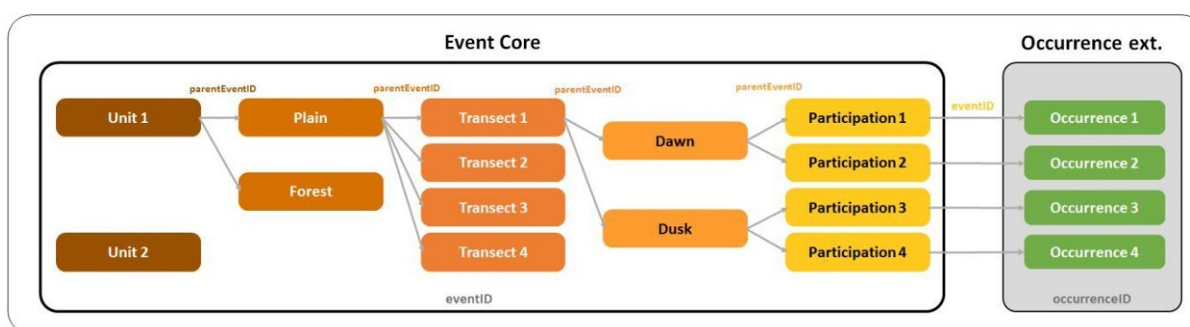 Event Core
Occurrence ext.
parentEventID
parentEventID
parentEventID
parentEventID
eventID
Unit 1
Plain
Transect 1
Participation 1
Occurrence 1
Dawn
Transect 2
Participation 2
Occurrence 2
Forest
Transect 3
Participation 3
Occurrence 3
Dusk
Unit 2
Transect 4
Participation 4
Occurrence 4
eventID
occurrenceID